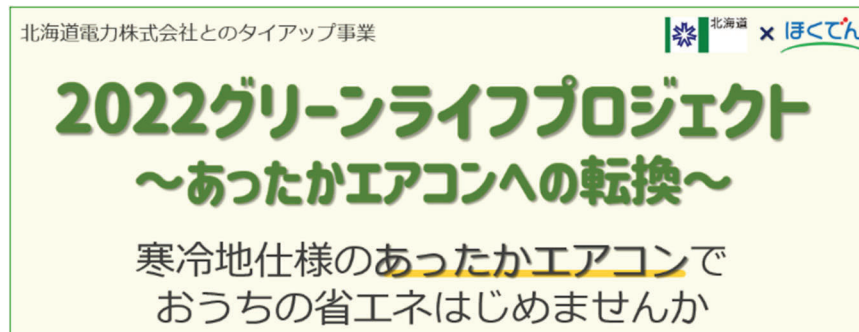 北海道電力株式会社とのタイアップ事業
北海道 × ほくでん
2022グリーンライフプロジェクト
～あったかエアコンへの転換～
寒冷地仕様のあったかエアコンで
おうちの省エネはじめませんか